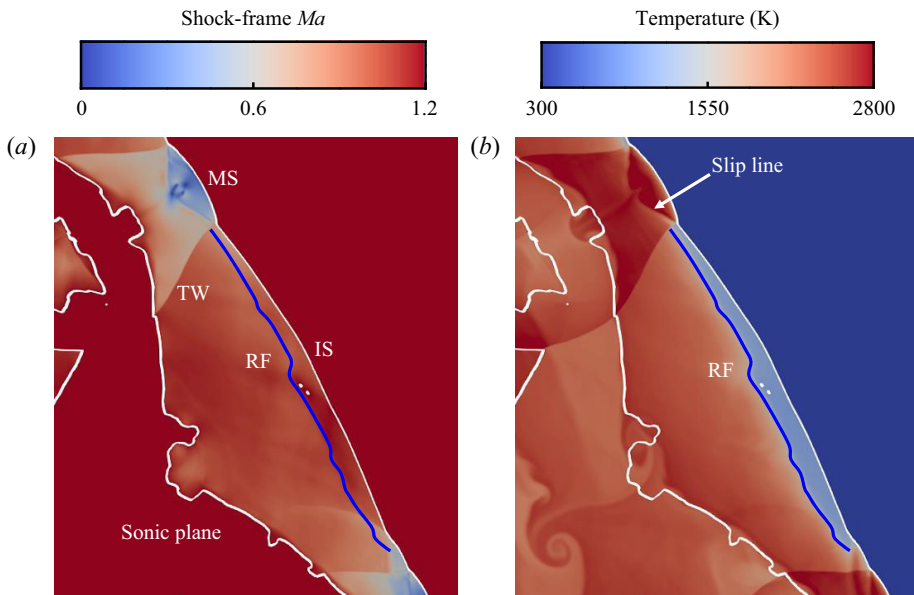 Shock-frame Ma
Temperature (K)
0
0.6
1.2
300
1550
2800
(a)
(b)
MS
TW
RF
IS
Sonic plane
Slip line
RF